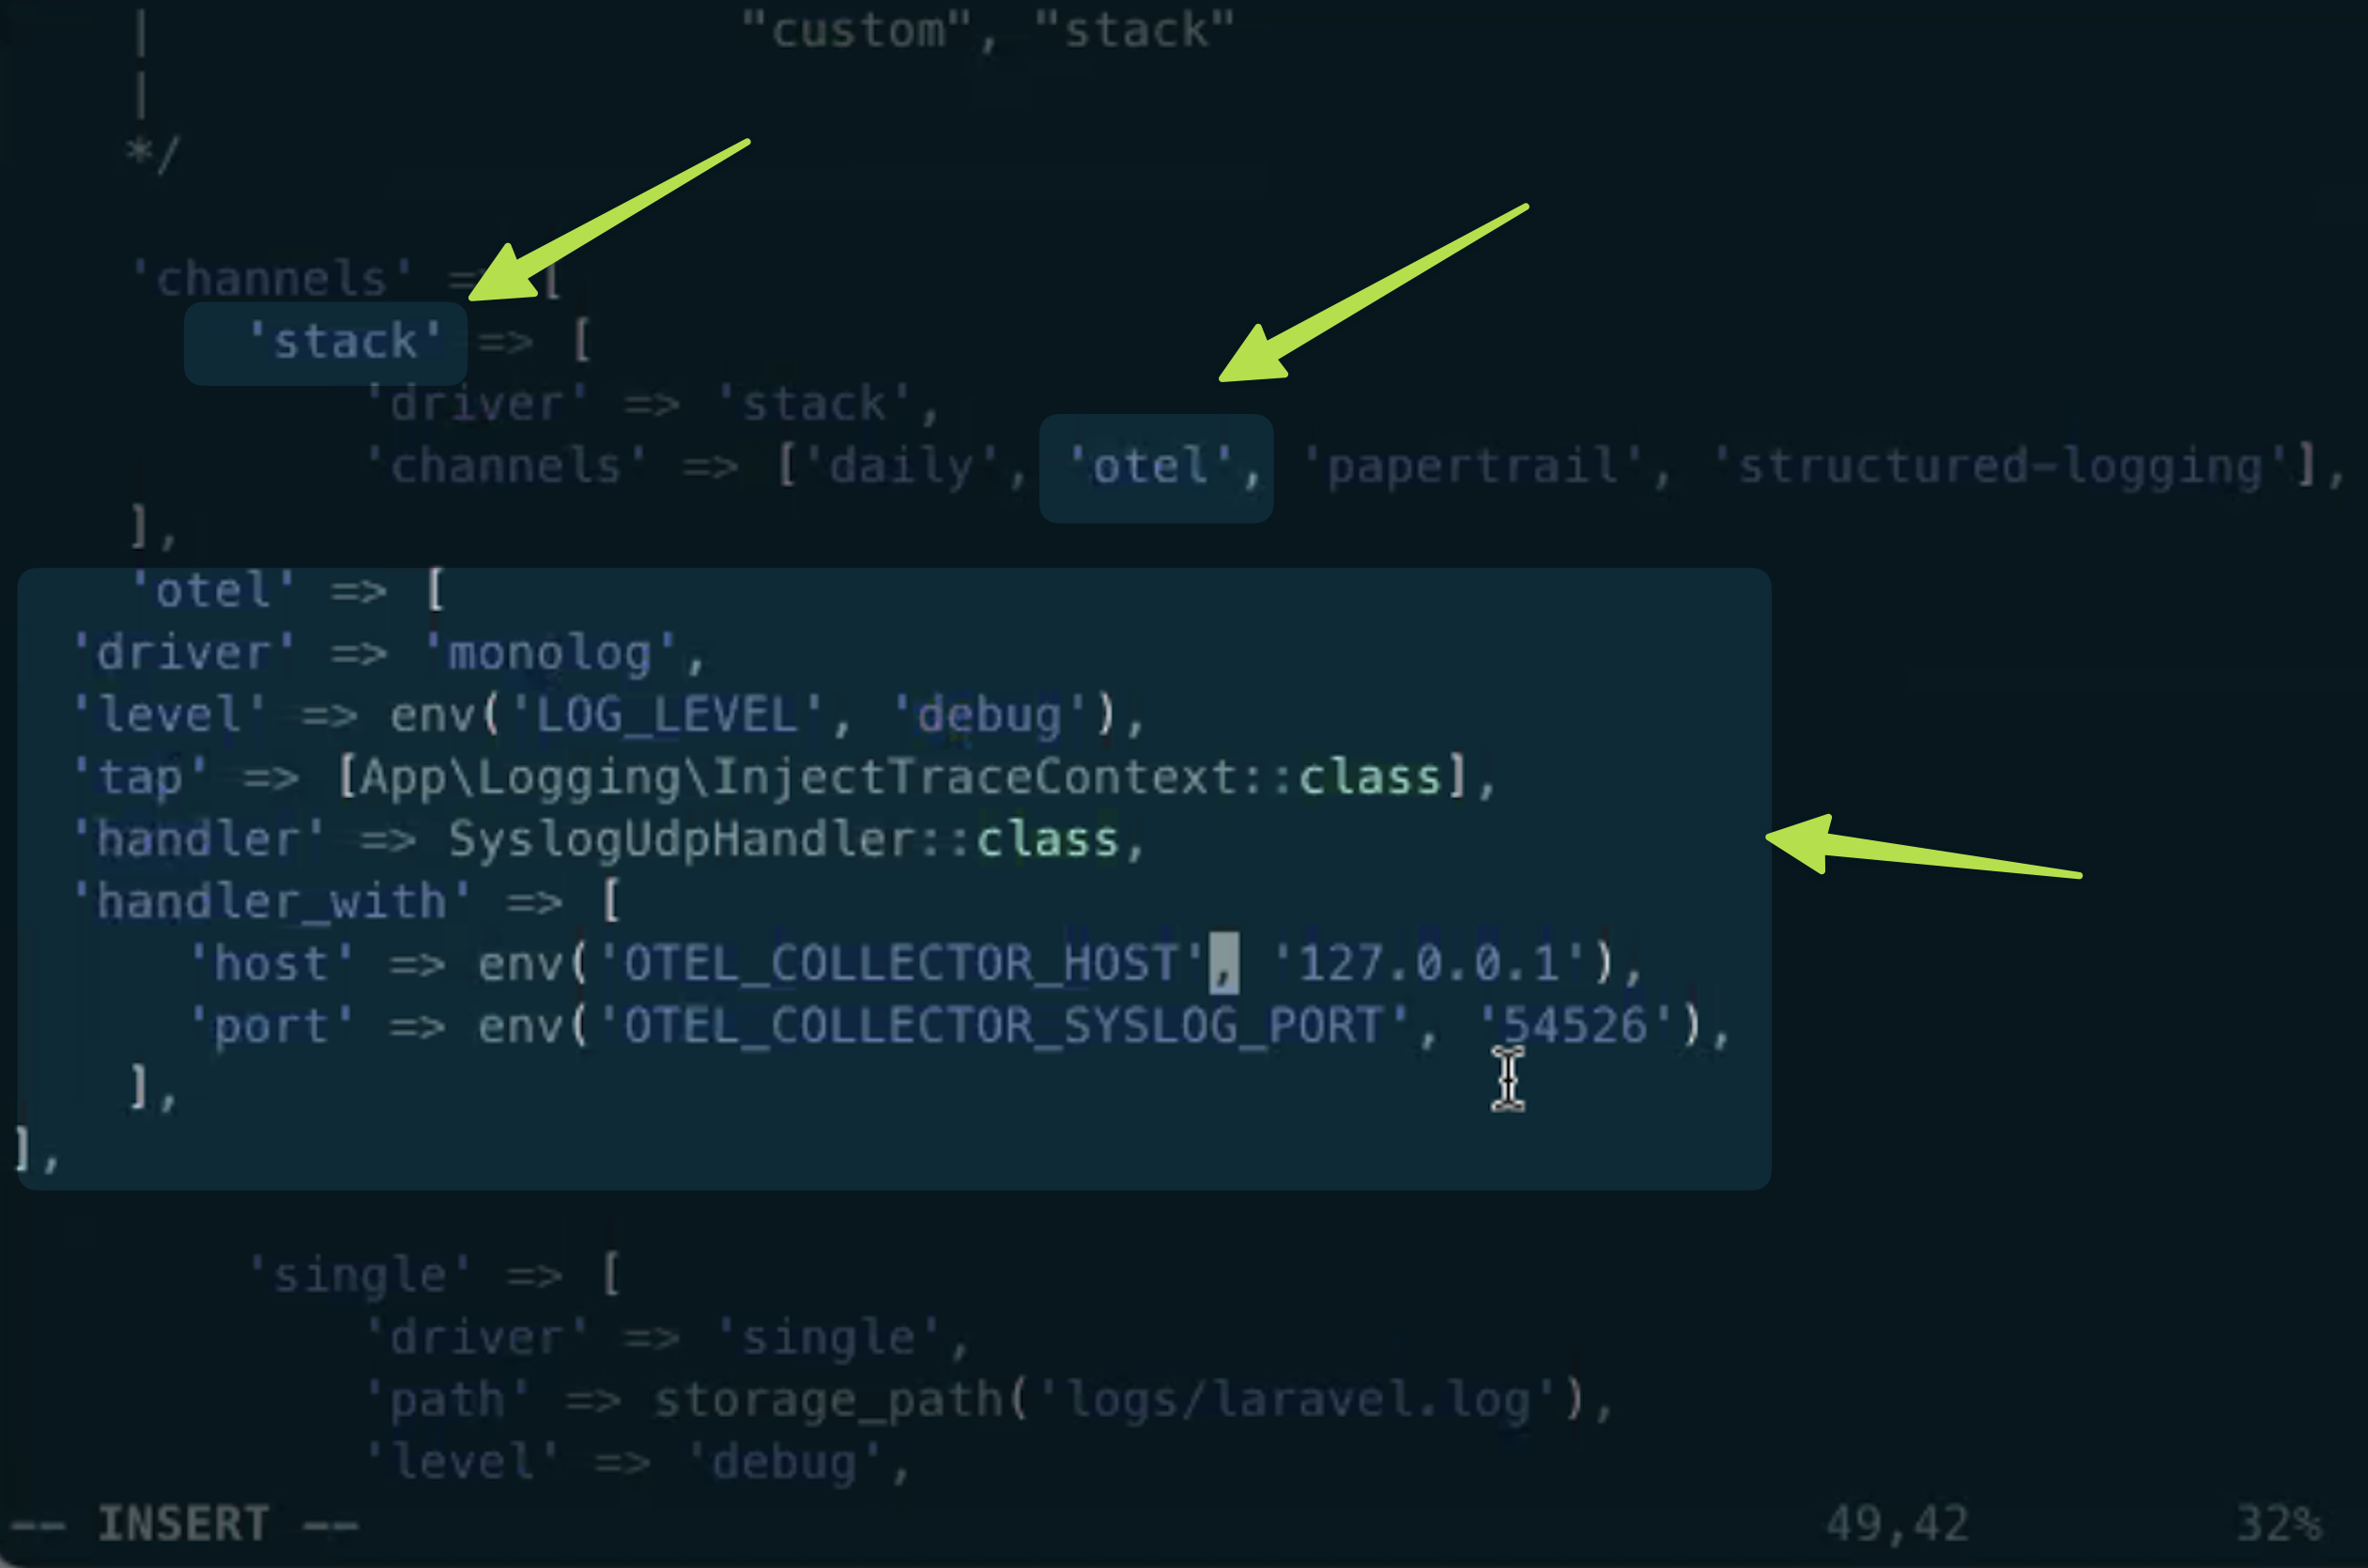 |                    "custom", "stack"
|
|
*/

'channels' => [
    'stack' => [
        'driver' => 'stack',
        'channels' => ['daily', 'otel', 'papertrail', 'structured-logging'],
],
'otel' => [
'driver' => 'monolog',
'level' => env('LOG_LEVEL', 'debug'),
'tap' => [App\Logging\InjectTraceContext::class],
'handler' => SyslogUdpHandler::class,
'handler_with' => [
    'host' => env('OTEL_COLLECTOR_HOST', '127.0.0.1'),
    'port' => env('OTEL_COLLECTOR_SYSLOG_PORT', '54526'),
],
],

    'single' => [
        'driver' => 'single',
        'path' => storage_path('logs/laravel.log'),
        'level' => 'debug',
-- INSERT -- 49,42 32%